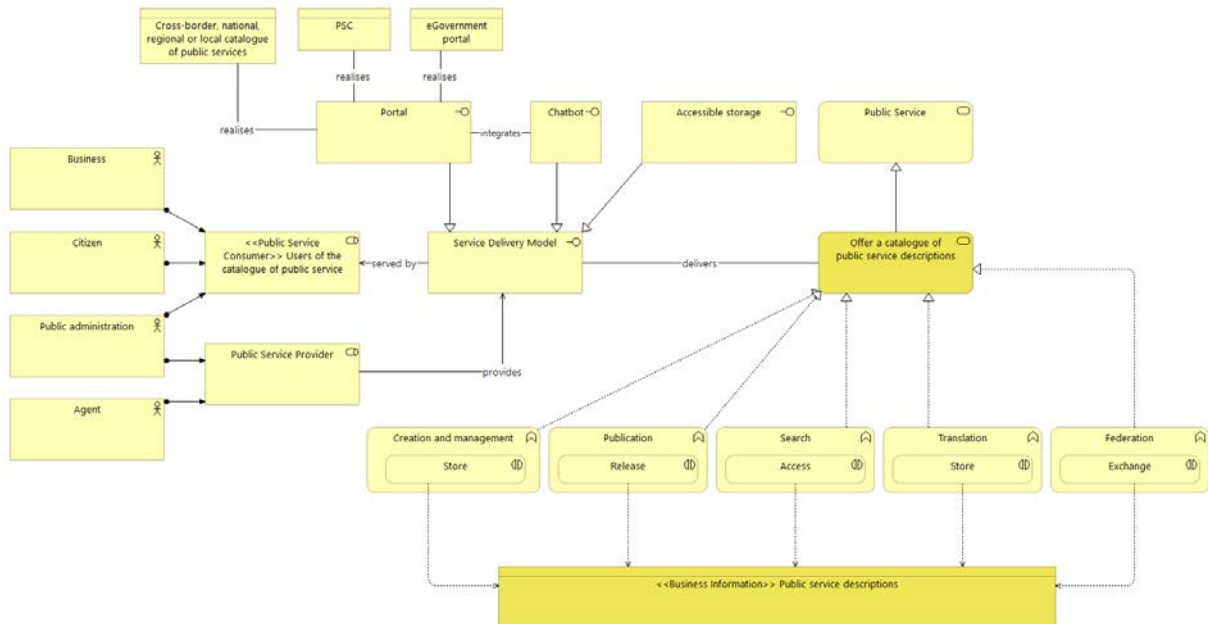 Cross-border, national,
regional or local catalogue
of public services
PSC
eGovernment
portal
realises
realises
realises
Portal
integrates
Chatbot
Accessible storage
Public Service
Business
Citizen
Public administration
Agent
<<Public Service
Consumer>> Users of the
catalogue of public service
Public Service Provider
served by
Service Delivery Model
provides
delivers
Offer a catalogue of
public service descriptions
Creation and management
Store
Publication
Release
Search
Access
Translation
Store
Federation
Exchange
<<Business Information>> Public service descriptions